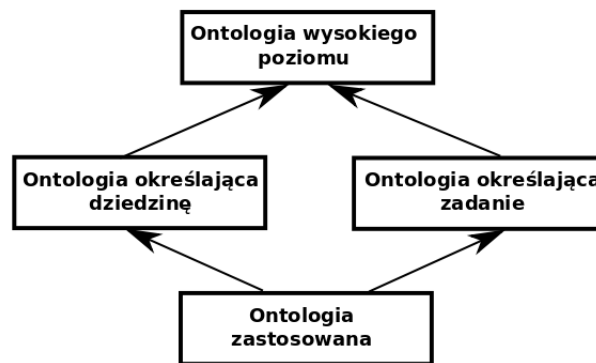 Ontologia wysokiego
poziomu
Ontologia określająca
dziedzinę
Ontologia określająca
zadanie
Ontologia
zastosowana